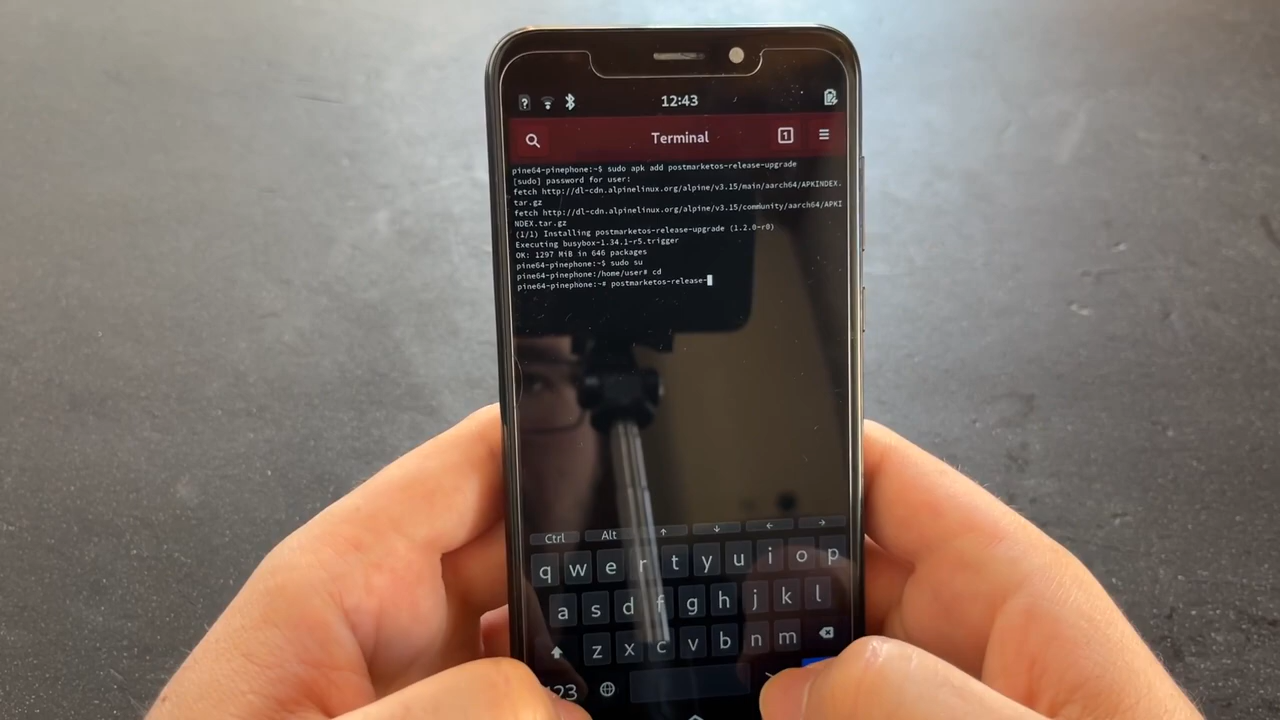 12:43
Terminal
1
pine64-pinephone:~$ sudo apk add postmarketos-release-upgrade
[sudo] password for user:
fetch http://dl-cdn.alpinelinux.org/alpine/v3.15/main/aarch64/APKINDEX.
tar.gz
fetch http://dl-cdn.alpinelinux.org/alpine/v3.15/community/aarch64/APKI
NDEX.tar.gz
(1/1) Installing postmarketos-release-upgrade (1.2.0-r0)
Executing busybox-1.34.1-r5.trigger
OK: 1297 MiB in 646 packages
pine64-pinephone:~$ sudo su
pine64-pinephone:/home/user# cd
pine64-pinephone:~# postmarketos-release-
Ctrl Alt ↑ ↓ ← →
q w e r t y u i o p
a s d f g h j k l
z x c v b n m
123